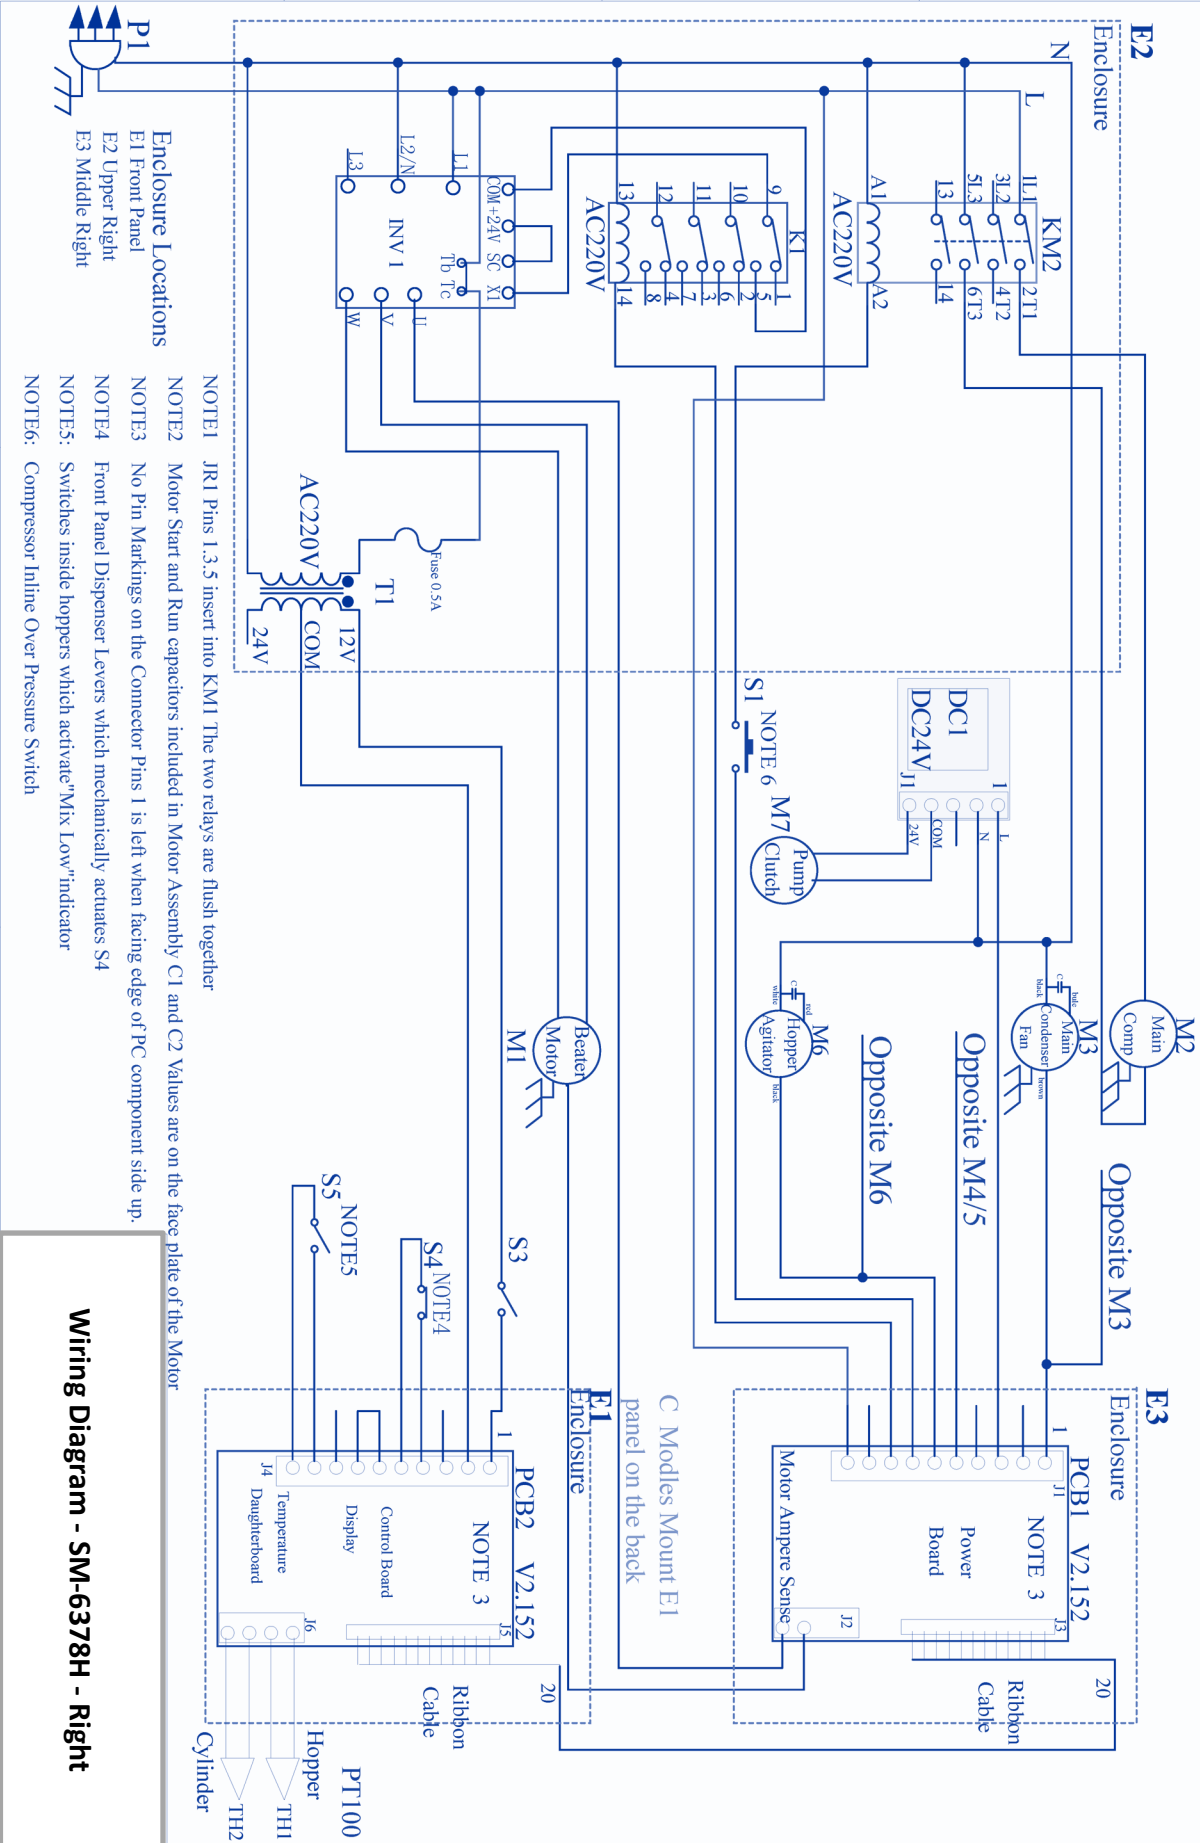 P1
E2
Enclosure
N
L
Enclosure Locations
E1 Front Panel
E2 Upper Right
E3 Middle Right
L3
L2/N
L1
COM
+24V
SC
X1
INV 1
Tb
Tc
W
V
U
13
12
11
10
9
K1
AC220V
14
8
4
7
3
6
2
5
1
A1
AC220V
A2
13
5L3
3L2
1L1
KM2
14
6T3
4T2
2T1
NOTE1 JR1 Pins 1.3.5 insert into KM1 The two relays are flush together
NOTE2 Motor Start and Run capacitors included in Motor Assembly C1 and C2 Values are on the face plate of the Motor
NOTE3 No Pin Markings on the Connector Pins 1 is left when facing edge of PC component side up.
NOTE4 Front Panel Dispenser Levers which mechanically actuates S4
NOTE5: Switches inside hoppers which activate"Mix Low"indicator
NOTE6: Compressor Inline Over Pressure Switch
AC220V
Fuse 0.5A
T1
24V
COM
12V
S1
NOTE 6
DC1
DC24V
J1
1
24V
COM
N
L
M7
Pump
Clutch
M6
Hopper
Agitator
C
white
red
black
M3
Main
Condenser
Fan
C
black
bule
brown
M2
Main
Comp
M1
Beater
Motor
Opposite M6
Opposite M4/5
Opposite M3
S5
NOTE5
S4
NOTE4
S3
E1
Enclosure
C Modles Mount E1
panel on the back
E3
Enclosure
1
PCB2 V2.152
NOTE 3
Control Board
Display
J4
Temperature
Daughterboard
J6
J5
Ribbon
Cable
20
1
PCB1 V2.152
J1
NOTE 3
Power
Board
Motor Ampere Sense
J2
J3
Ribbon
Cable
20
Hopper
Cylinder
PT100
TH1
TH2
Wiring Diagram - SM-6378H - Right